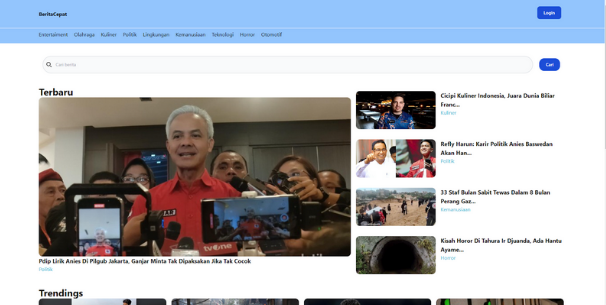 BeritaCepat
Login
Entertaiment Olahraga Kuliner Politik Lingkungan Kemanusiaan Teknologi Horror Otomotif
Cari berita
Cari
Terbaru
Pdip Lirik Anies Di Pilgub Jakarta, Ganjar Minta Tak Dipaksakan Jika Tak Cocok
Politik
Cicipi Kuliner Indonesia, Juara Dunia Biliar
Franc...
Kuliner
Refly Harun: Karir Politik Anies Baswedan
Akan Han...
Politik
33 Staf Bulan Sabit Tewas Dalam 8 Bulan
Perang Gaz...
Kemanusiaan
Kisah Horor Di Tahura Ir Djuanda, Ada Hantu
Ayame...
Horror
Trendings